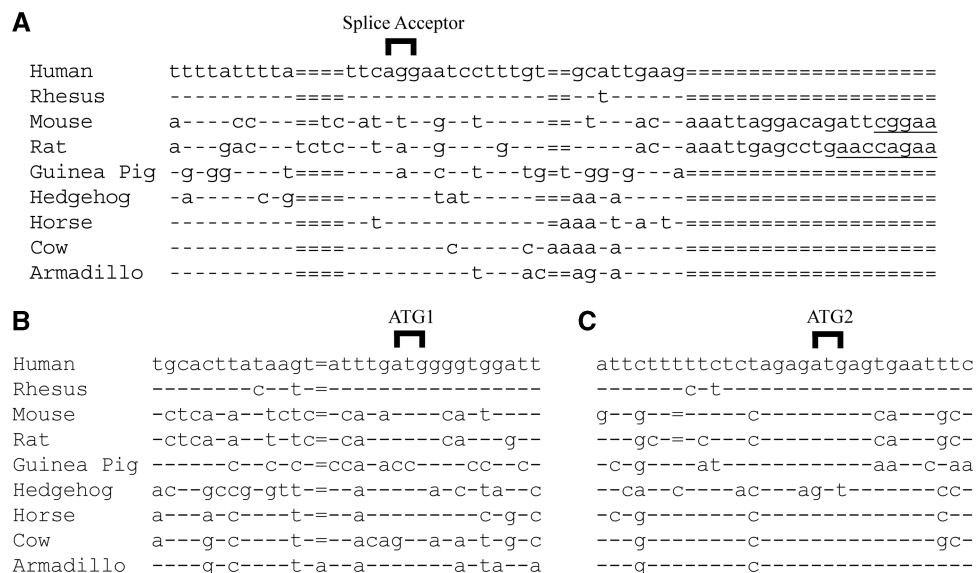 A
Splice Acceptor
Human ttttatttta====ttcaggaatcctttgt==gcattgaag====================
Rhesus ----------====----------------==--t------====================
Mouse a----cc---==tc-at-t--g--t-----==-t---ac--aaattaggacagattcggaa
Rat a---gac---tctc--t-a--g----g---==-----ac--aaattgagcctgaaccagaa
Guinea Pig -g-gg----t====----a--c--t---tg=t-gg-g---a====================
Hedgehog -a-----c-g====-------tat-----===aa-a-----====================
Horse ----------====--t--------------aaa-t-a-t-====================
Cow ----------====--------c-----c-aaaa-a-----====================
Armadillo ----------====----------t---ac==ag-a-----====================
B
ATG1
Human tgcacttataagt=atttgatggggtggatt
Rhesus --------c--t-=-----------------
Mouse -ctca-a--tctc=-ca-a----ca-t----
Rat -ctca-a--t-tc=-ca------ca---g--
Guinea Pig ------c--c-c-=cca-acc----cc--c-
Hedgehog ac--gccg-gtt-=--a-----a-c-ta--c
Horse a---a-c----t-=--a---------c-g-c
Cow a---g-c----t-=--acag--a-a-t-g-c
Armadillo ----g-c----t-a--a-------a-ta--a
C
ATG2
attctttttctctagagatgagtgaatttc
-------c-t--------------------
g--g--=-----c---------ca---gc-
---gc-=-c---c---------ca---gc-
-c-g----at------------aa--c-aa
--ca--c----ac---ag-t-------cc-
-c-g--------c--------------c--
---g--------c--------------gc-
---g--------c--------------c--